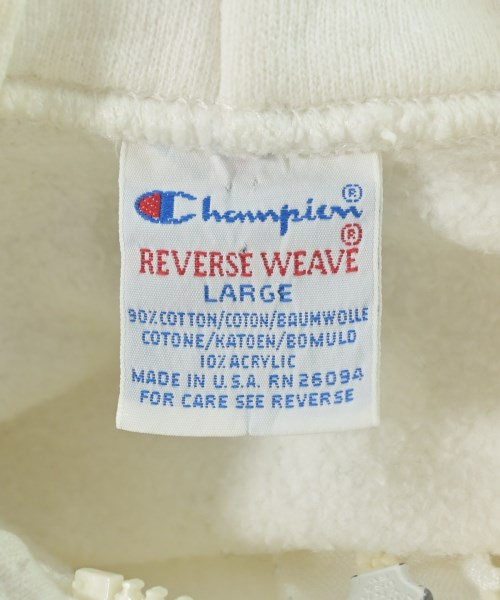 Champion ®
REVERSE WEAVE ®
LARGE
90% COTTON/COTON/BAUMWOLLE
COTONE/KATOEN/BOMULD
10% ACRYLIC
MADE IN U.S.A. RN 26094
FOR CARE SEE REVERSE